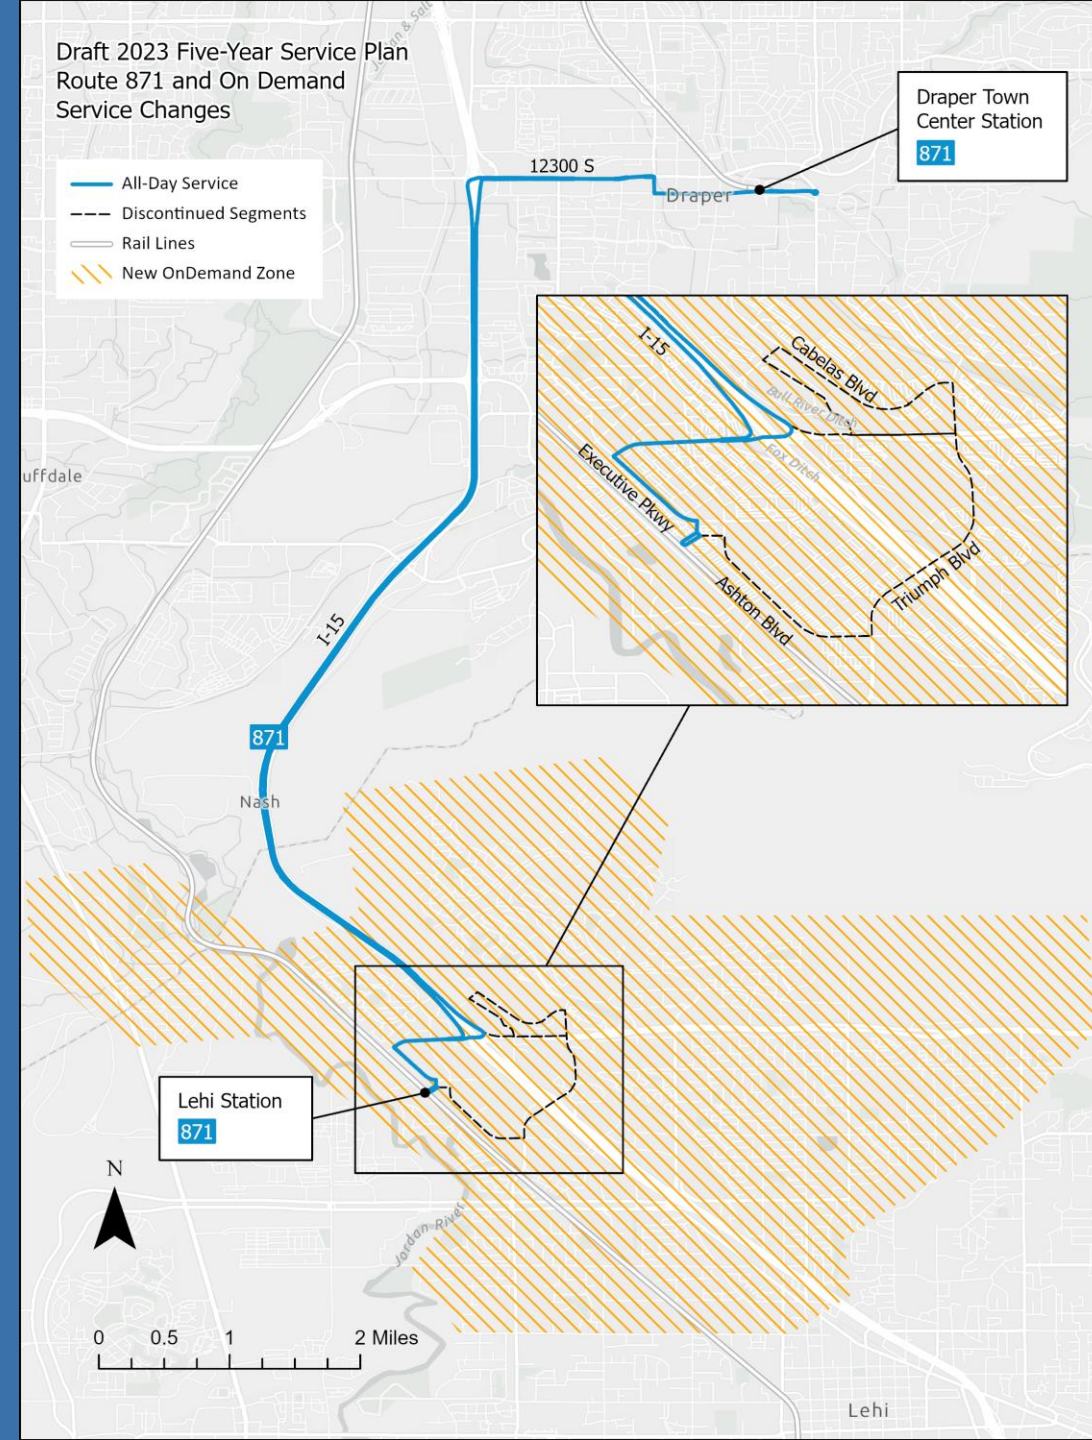 Draft 2023 Five-Year Service Plan
Route 871 and On Demand
Service Changes
All-Day Service
Discontinued Segments
Rail Lines
New OnDemand Zone
Draper Town
Center Station
871
12300 S
Draper
I-15
Cabelas Blvd
Bull River Ditch
Fox Ditch
Executive Pkwy
Ashton Blvd
Triumph Blvd
uffdale
I-15
871
Nash
Lehi Station
871
N
Jordan River
0 0.5 1 2 Miles
Lehi